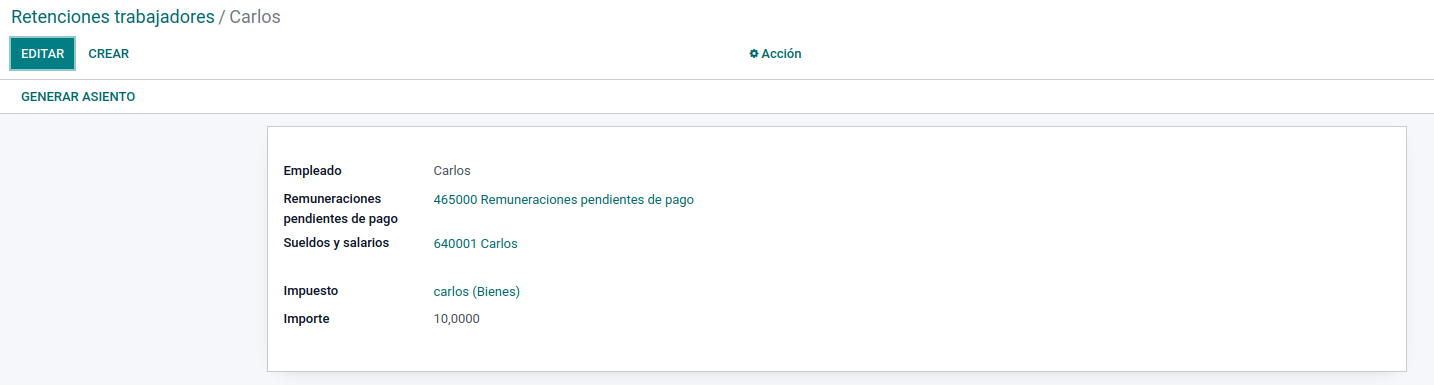 Retenciones trabajadores / Carlos
EDITAR CREAR Acción
GENERAR ASIENTO
Empleado Carlos
Remuneraciones pendientes de pago 465000 Remuneraciones pendientes de pago
Sueldos y salarios 640001 Carlos
Impuesto carlos (Bienes)
Importe 10,0000